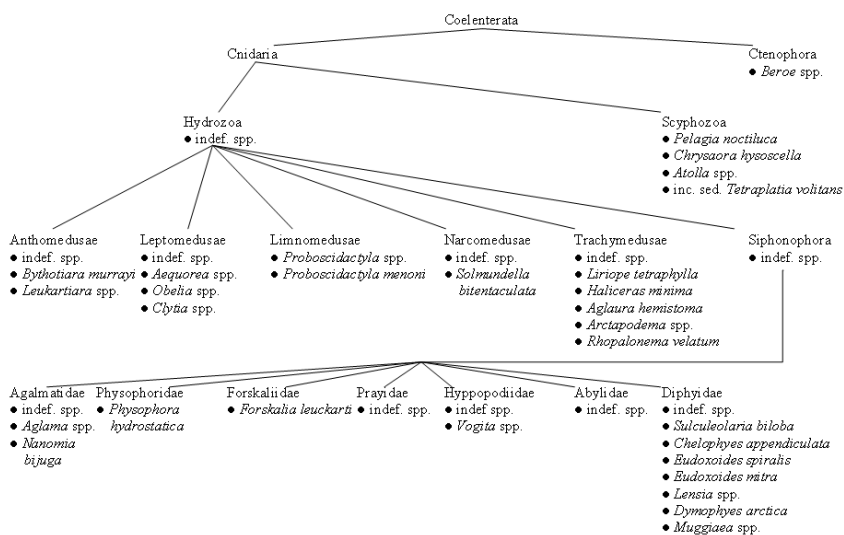 Coelenterata
Cnidaria
Ctenophora
● Beroe spp.
Hydrozoa
● indef. spp.
Scyphozoa
● Pelagia noctiluca
● Chrysaora hysoscella
● Atolla spp.
● inc. sed. Tetraplatia volitans
Anthomedusae
● indef. spp.
● Bythotiara murrayi
● Leukartiara spp.
Leptomedusae
● indef. spp.
● Aequorea spp.
● Obelia spp.
● Clytia spp.
Limnomedusae
● Proboscidactyla spp.
● Proboscidactyla menoni
Narcomedusae
● indef. spp.
● Solmundella
bitentaculata
Trachymedusae
● indef. spp.
● Liriope tetraphylla
● Haliceras minima
● Aglaura hemistoma
● Arctapodema spp.
● Rhopalonema velatum
Siphonophora
● indef. spp.
Agalmatidae
● indef. spp.
● Aglama spp.
● Nanomia
bijuga
Physophoridae
● Physophora
hydrostatica
Forskaliidae
● Forskalia leuckarti
Prayidae
● indef. spp.
Hyppopodiidae
● indef. spp.
● Vogita spp.
Abylidae
● indef. spp.
Diphyidae
● indef. spp.
● Sulculeolaria biloba
● Chelophyes appendiculata
● Eudoxoides spiralis
● Eudoxoides mitra
● Lensia spp.
● Dymophyes arctica
● Muggiaea spp.